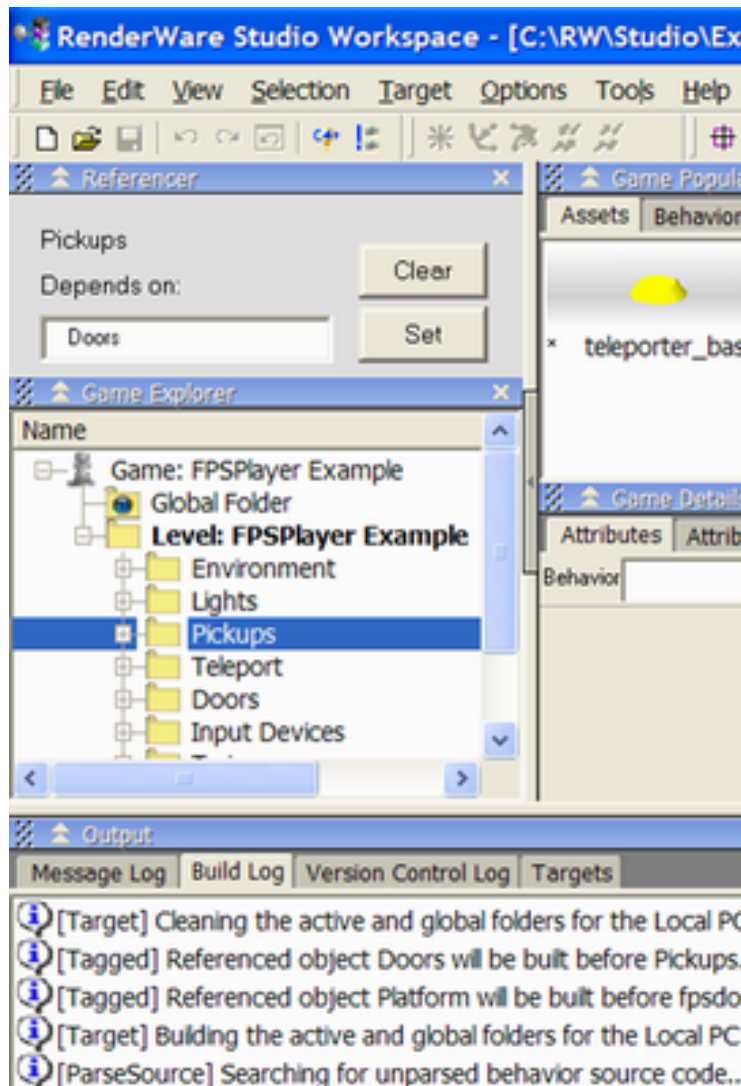 RenderWare Studio Workspace - [C:\RW\Studio\Ex
File Edit View Selection Target Options Tools Help
Referencer
Pickups
Depends on:
Clear
Doors
Set
Game Popula
Assets Behavior
teleporter_bas
Game Explorer
Name
Game: FPSPlayer Example
Global Folder
Level: FPSPlayer Example
Environment
Lights
Pickups
Teleport
Doors
Input Devices
Game Details
Attributes Attrib
Behavior
Output
Message Log Build Log Version Control Log Targets
[Target] Cleaning the active and global folders for the Local PC
[Tagged] Referenced object Doors will be built before Pickups.
[Tagged] Referenced object Platform will be built before fpsdo
[Target] Building the active and global folders for the Local PC
[ParseSource] Searching for unparsed behavior source code...